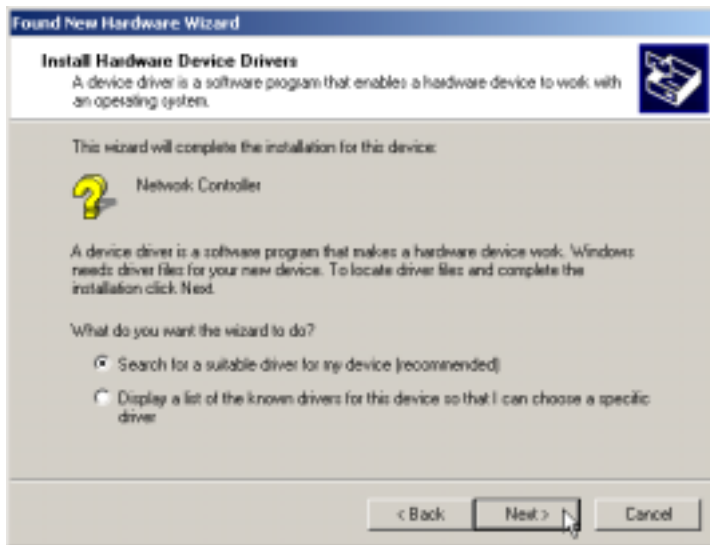 Found New Hardware Wizard
Install Hardware Device Drivers
A device driver is a software program that enables a hardware device to work with
an operating system.
This wizard will complete the installation for this device:
Network Controller
A device driver is a software program that makes a hardware device work. Windows
needs driver files for your new device. To locate driver files and complete the
installation click Next.
What do you want the wizard to do?
Search for a suitable driver for my device (recommended)
Display a list of the known drivers for this device so that I can choose a specific
driver
< Back
Next >
Cancel